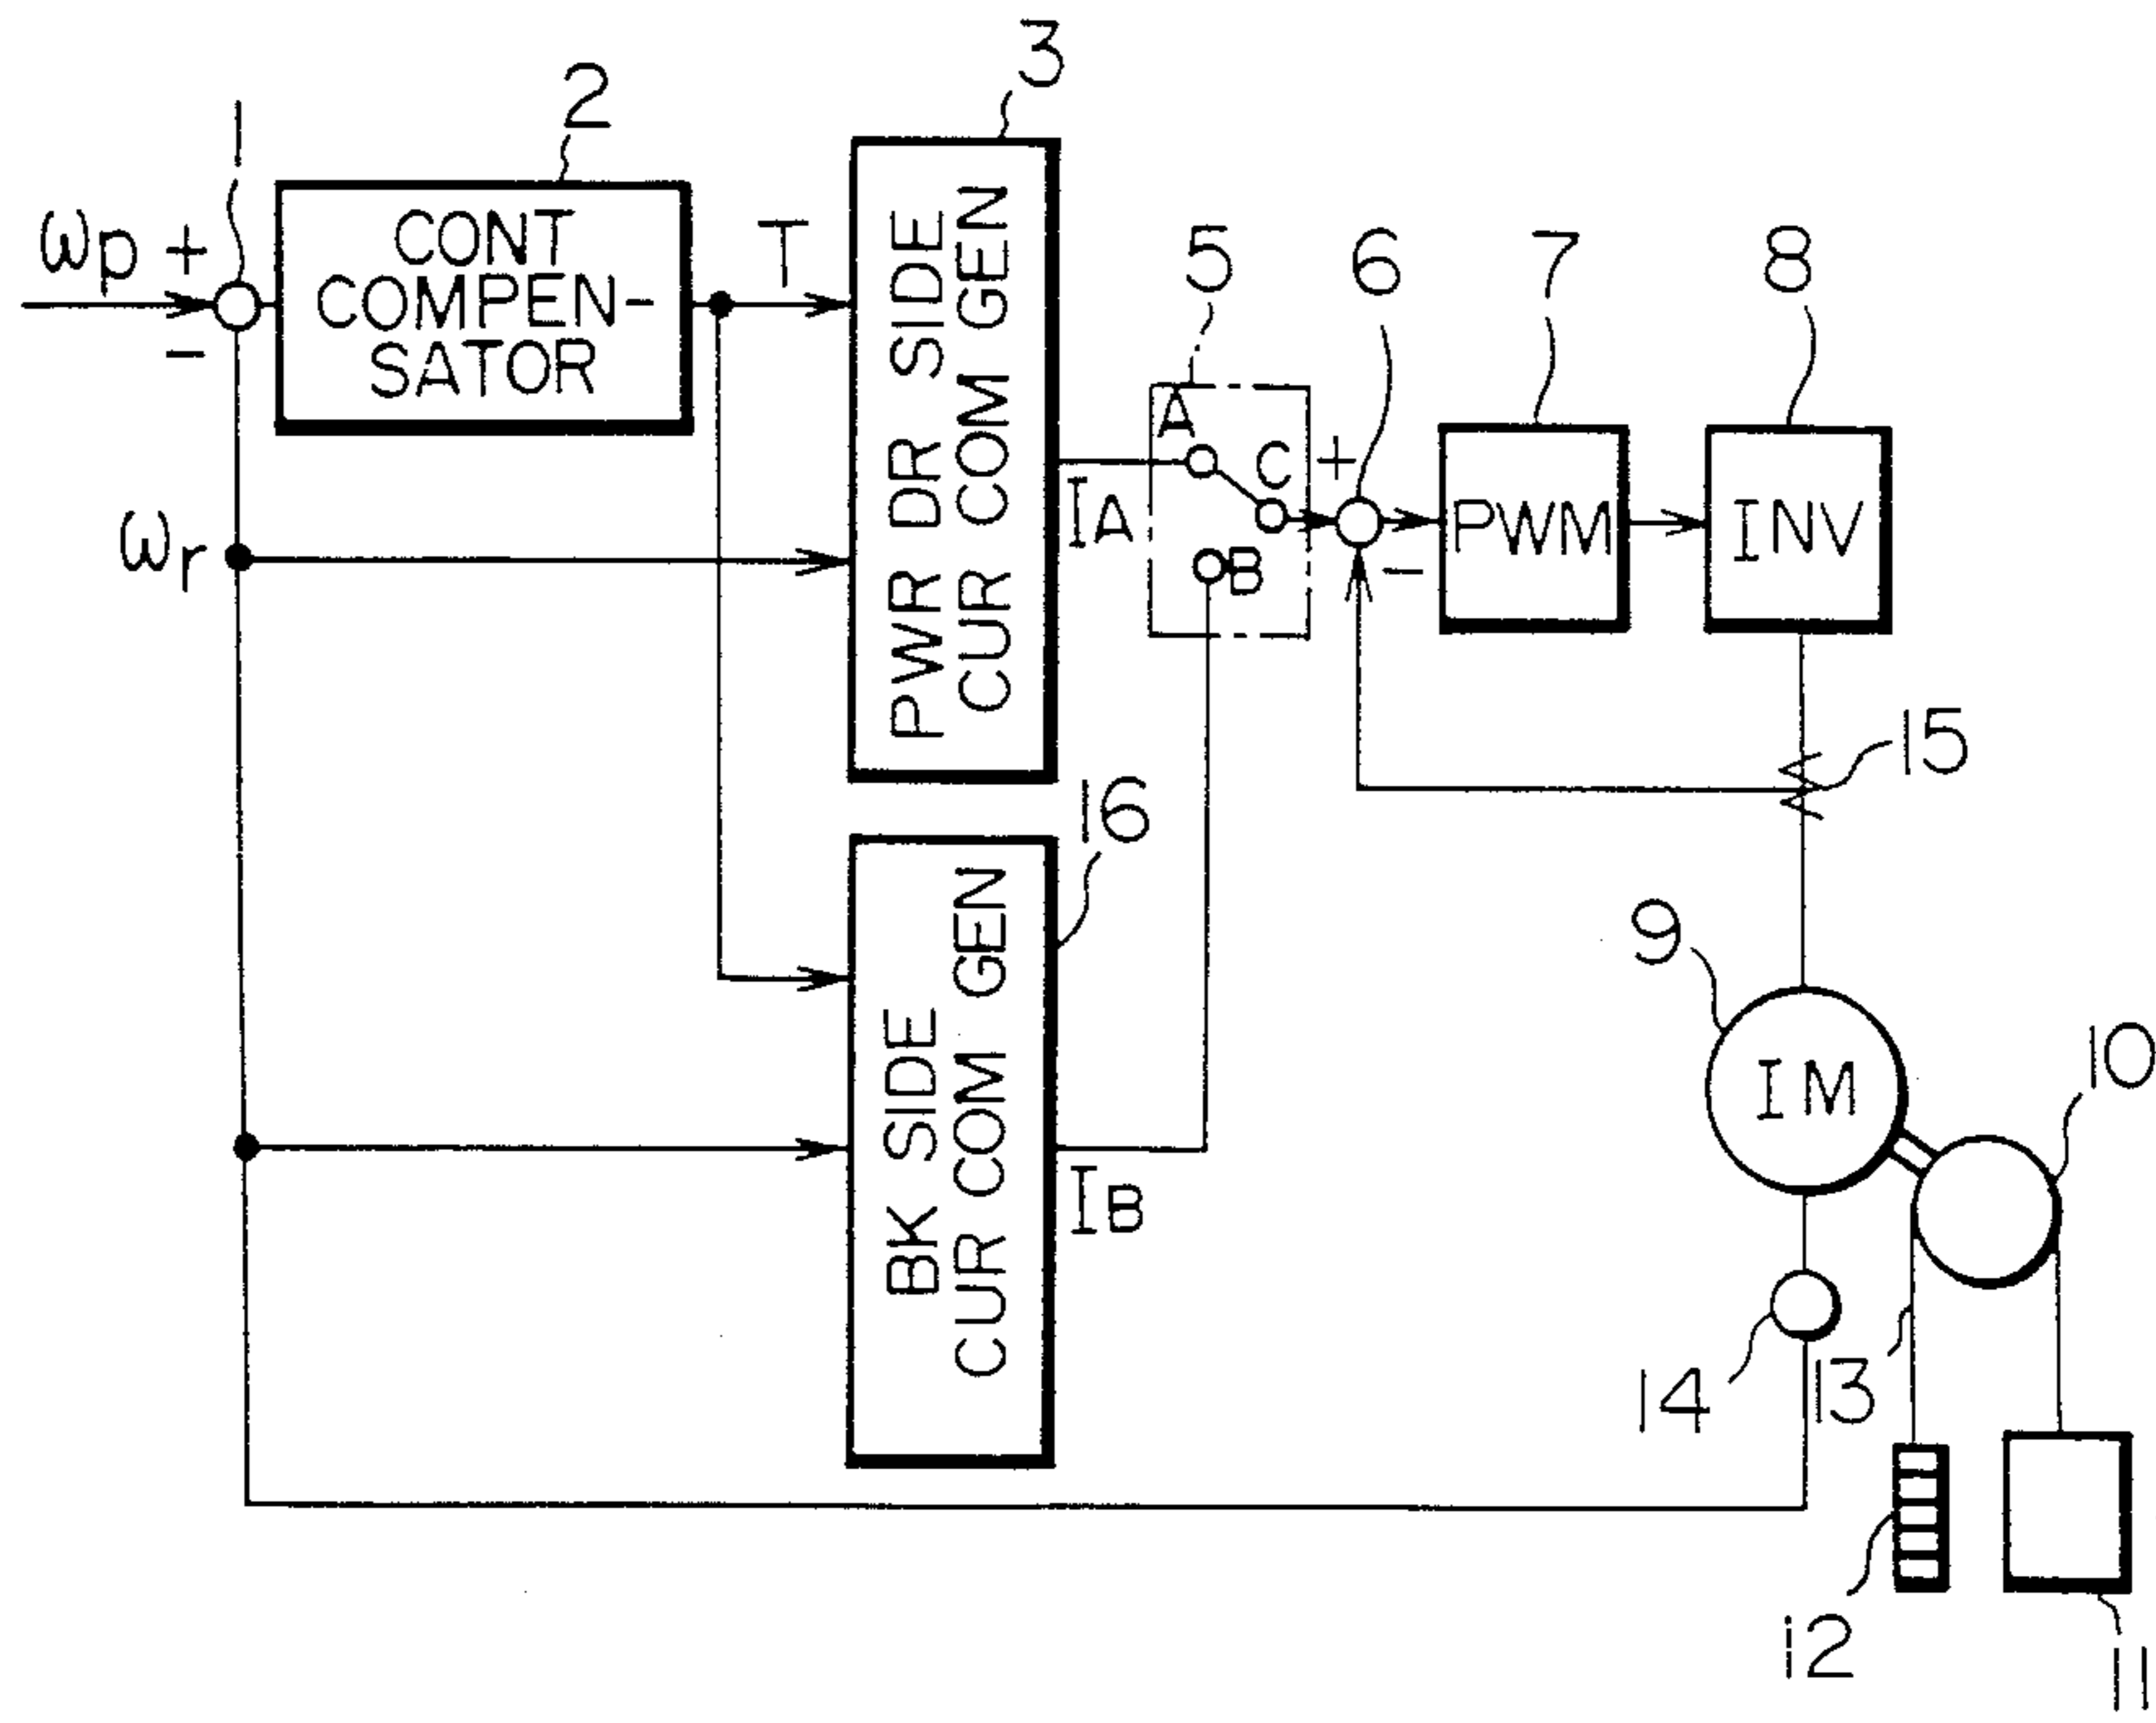 1
2
3
ωp +
-
CONT
COMPEN-
SATOR
T
PWR DR SIDE
CUR COM GEN
5
6
7
8
A
C
+
B
-
IA
PWM
INV
ωr
15
16
BK SIDE
CUR COM GEN
IB
9
IM
10
14
13
12
11